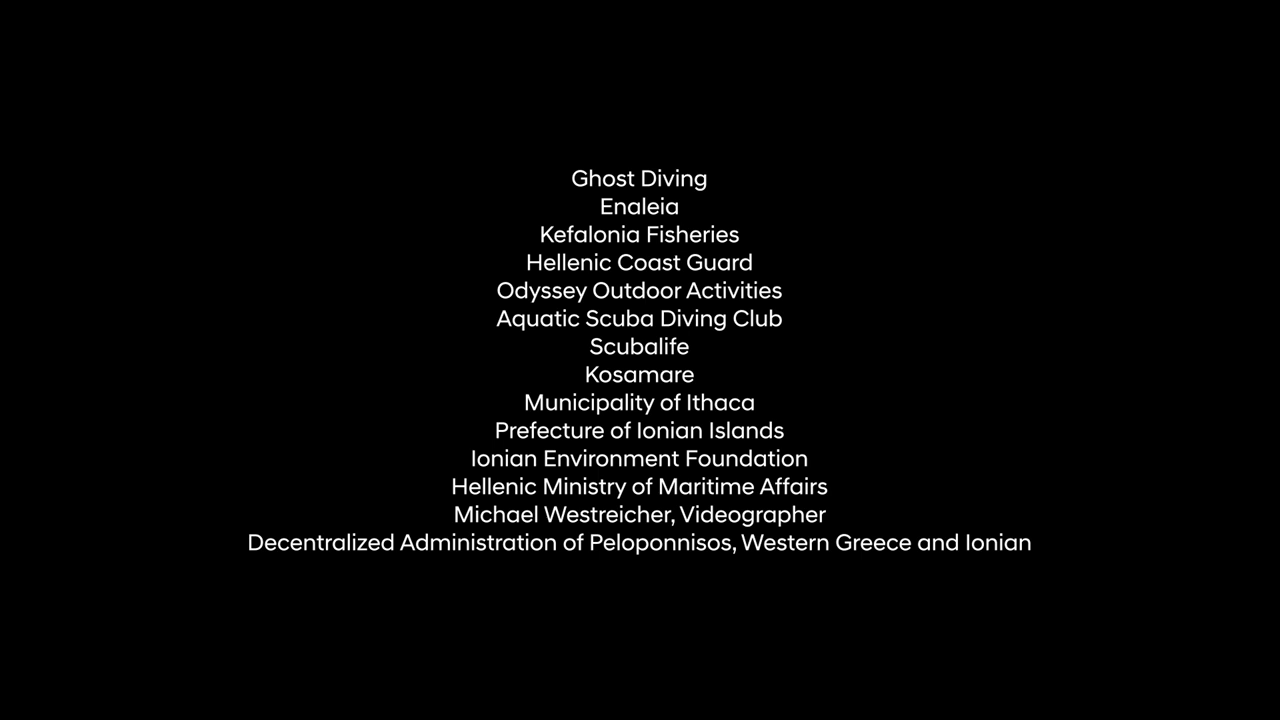 Ghost Diving
Enaleia
Kefalonia Fisheries
Hellenic Coast Guard
Odyssey Outdoor Activities
Aquatic Scuba Diving Club
Scubalife
Kosamare
Municipality of Ithaca
Prefecture of Ionian Islands
Ionian Environment Foundation
Hellenic Ministry of Maritime Affairs
Michael Westreicher, Videographer
Decentralized Administration of Peloponnisos, Western Greece and Ionian